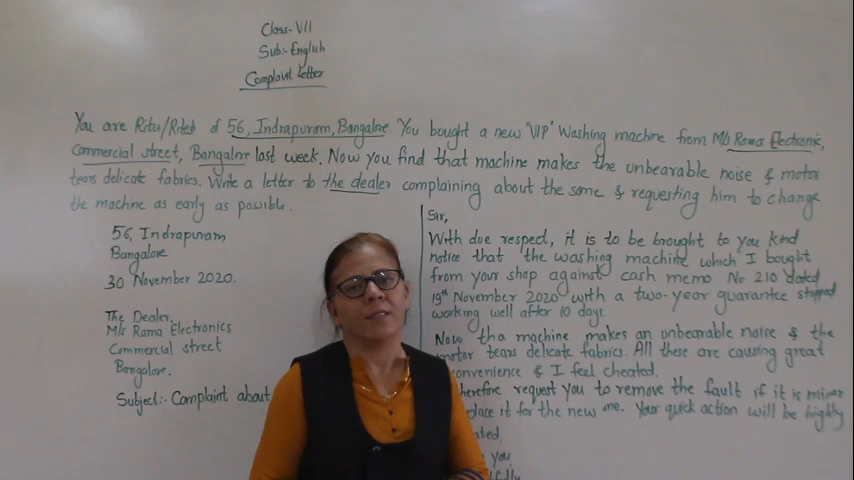 Class-VII
Sub:- English
Complaint Letter
You are Ritu/Ritesh of 56, Indrapuram, Bangalore You bought a new 'VIP' Washing machine from M/s Rama Electronic,
Commercial street, Bangalore last week. Now you find that machine makes the unbearable noise & motor
tears delicate fabrics. Write a letter to the dealer complaining about the same & requesting him to change
the machine as early as possible.
56, Indrapuram
Bangalore
30 November 2020.
The Dealer,
M/s Rama Electronics
Commercial street
Bangalore.
Subject:- Complaint about
Sir,
With due respect, it is to be brought to you kind
notice that the washing machine which I bought
from your shop against cash memo No 210 dated
19th November 2020 with a two-year guarantee stopped
working well after 10 days.
Now tha machine makes an unbearable noise & the
motor tears delicate fabrics. All these are causing great
convenience & I feel cheated.
herefore request you to remove the fault if it is minor
place it for the new one. Your quick action will be highly
ated.
you